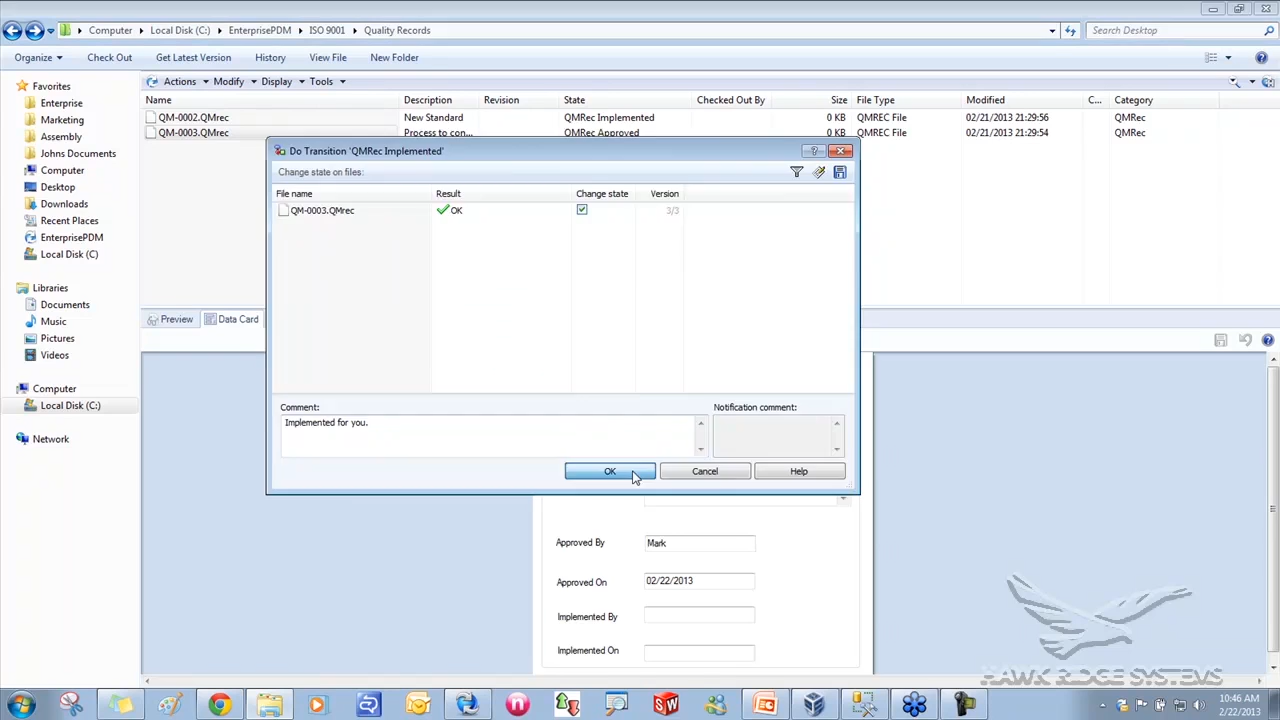 Computer Local Disk (C:) EnterprisePDM ISO 9001 Quality Records Search Desktop
Organize Check Out Get Latest Version History View File New Folder
Favorites
Enterprise
Marketing
Assembly
Johns Documents
Computer
Desktop
Downloads
Recent Places
EnterprisePDM
Local Disk (C)
Libraries
Documents
Music
Pictures
Videos
Computer
Local Disk (C:)
Network
Actions Modify Display Tools
Name Description Revision State Checked Out By Size File Type Modified C... Category
QM-0002.QMrec New Standard QMRec Implemented 0 KB QMREC File 02/21/2013 21:29:56 QMRec
QM-0003.QMrec Process to con... QMRec Approved 0 KB QMREC File 02/21/2013 21:29:54 QMRec
Do Transition 'QMRec Implemented'
Change state on files:
File name Result Change state Version
QM-0003.QMrec OK 3/3
Comment: Notification comment:
Implemented for you.
OK Cancel Help
Preview Data Card
Approved By Mark
Approved On 02/22/2013
Implemented By
Implemented On
HAWK RIDGE SYSTEMS
10:46 AM
2/22/2013